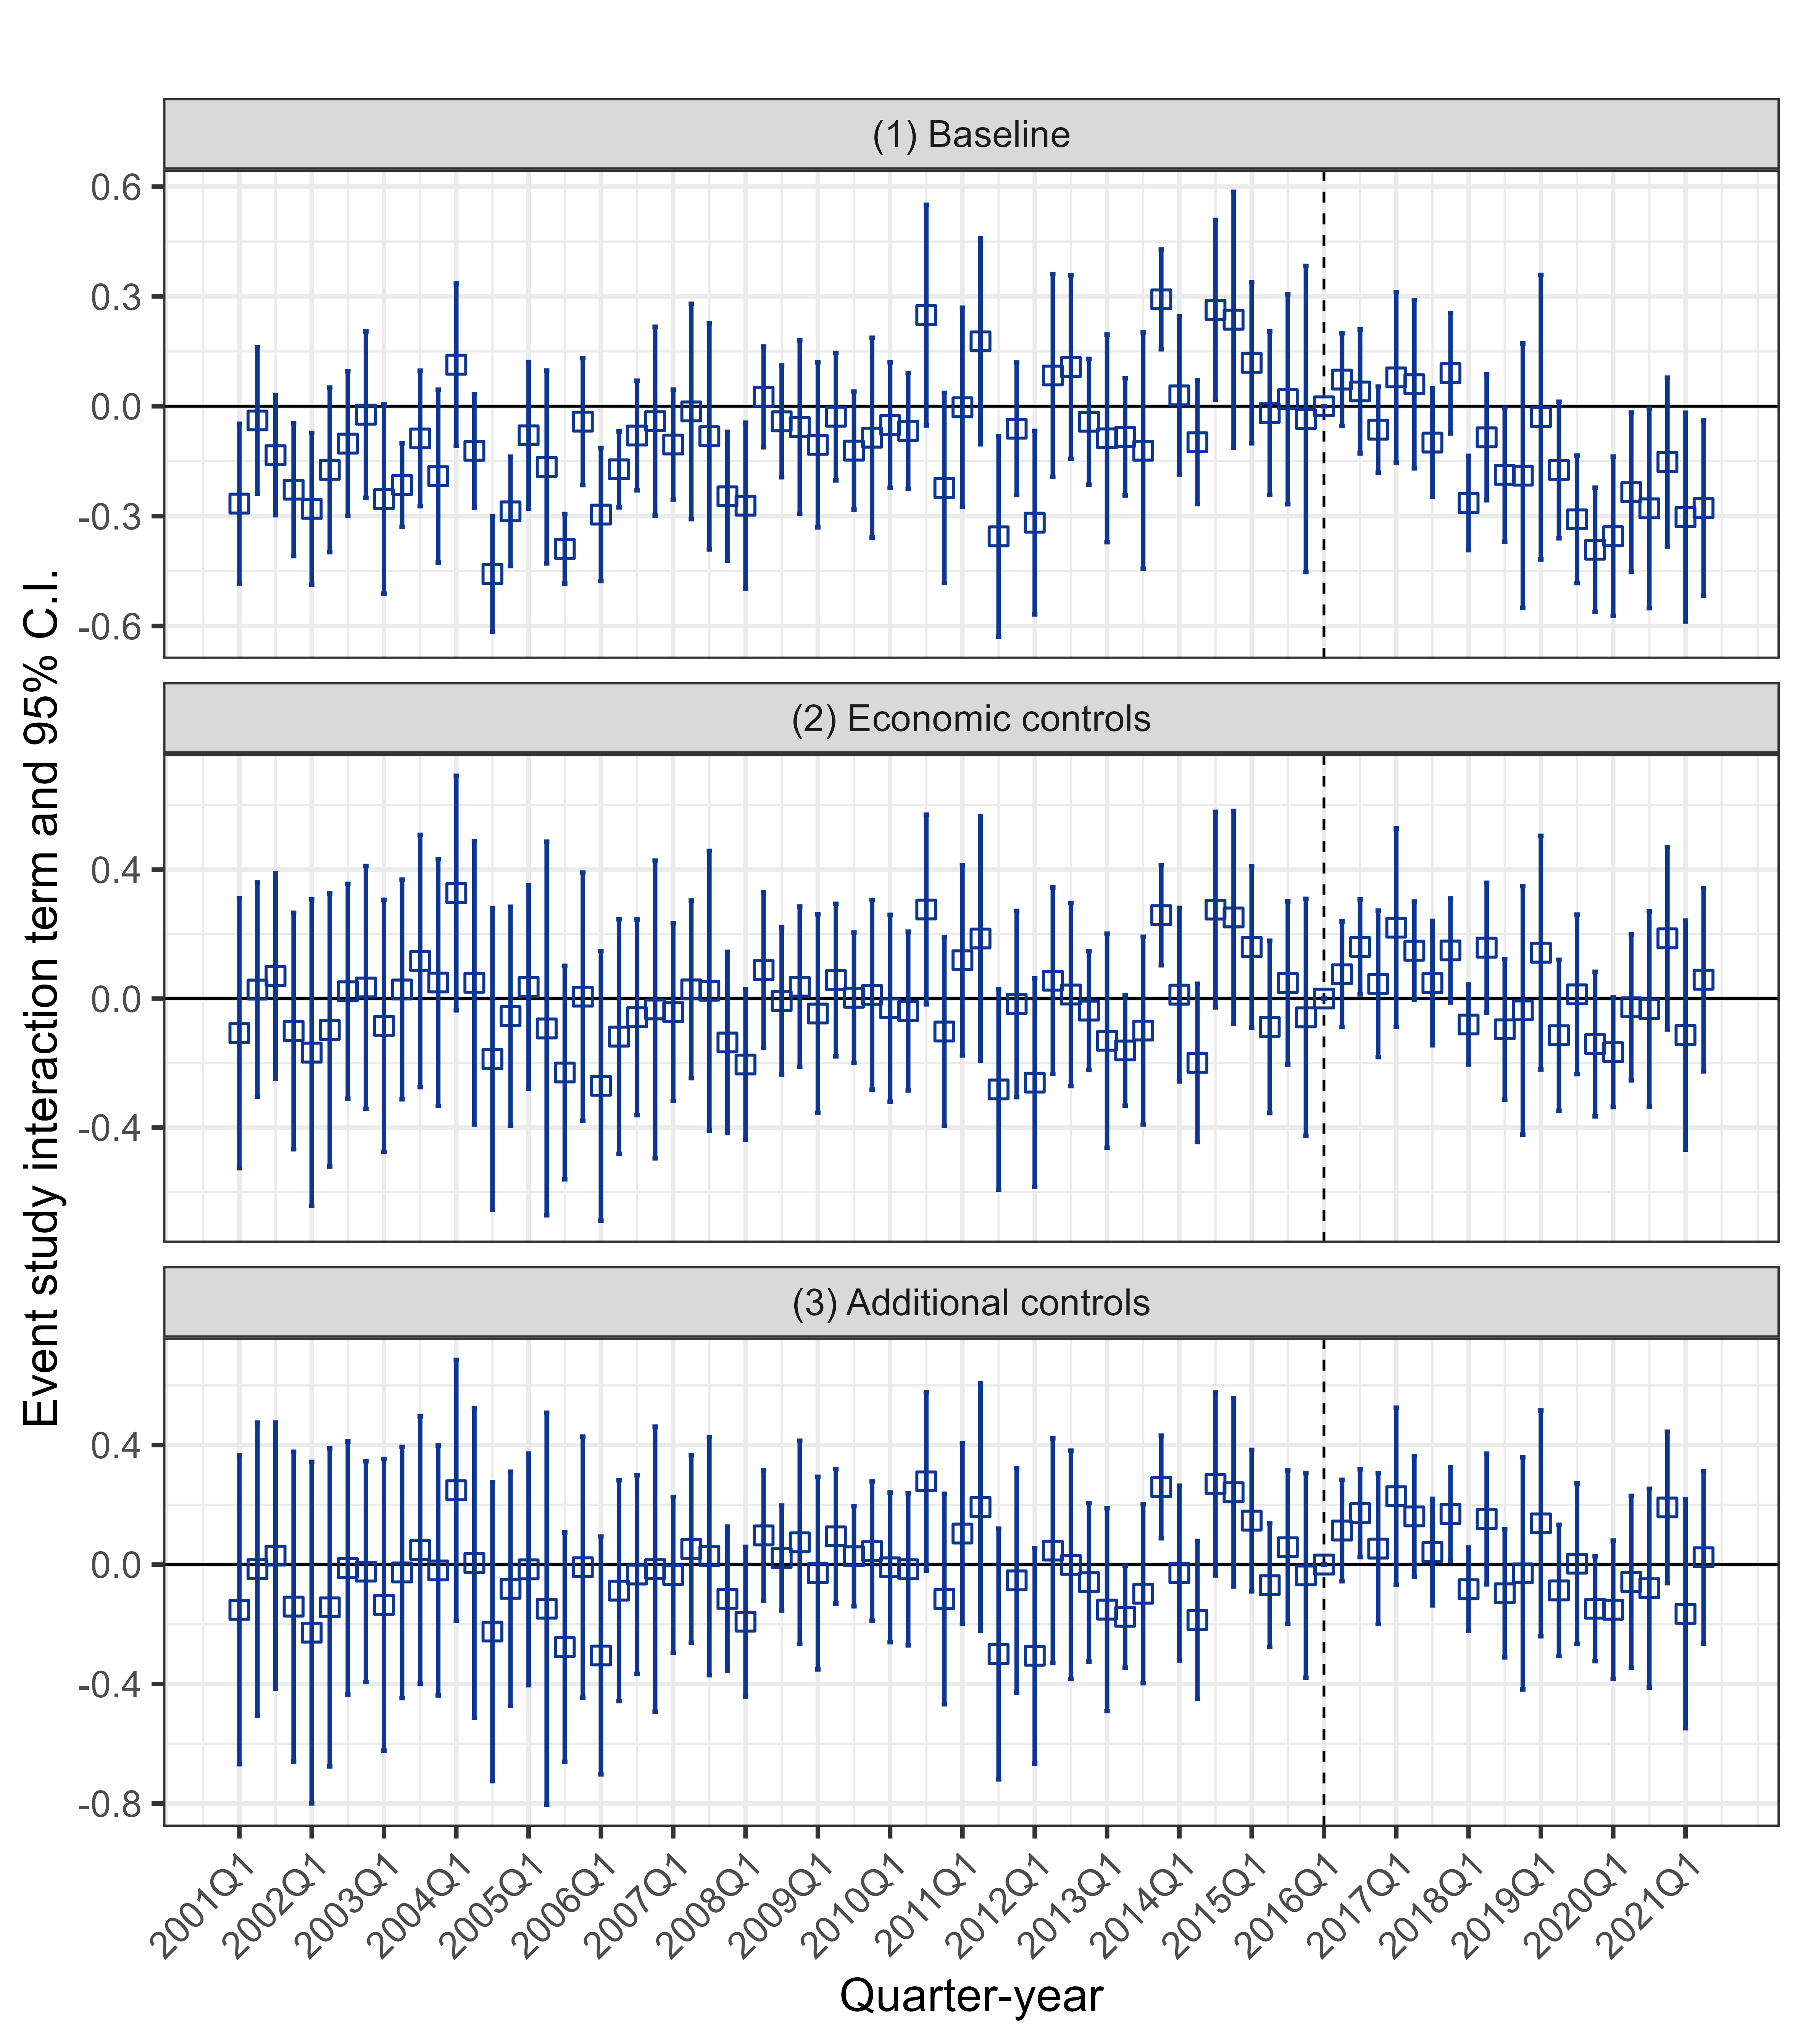 (1) Baseline
0.6
0.3
0.0
-0.3
-0.6
(2) Economic controls
0.4
0.0
-0.4
(3) Additional controls
0.4
0.0
-0.4
-0.8
Event study interaction term and 95% C.I.
2001Q1
2002Q1
2003Q1
2004Q1
2005Q1
2006Q1
2007Q1
2008Q1
2009Q1
2010Q1
2011Q1
2012Q1
2013Q1
2014Q1
2015Q1
2016Q1
2017Q1
2018Q1
2019Q1
2020Q1
2021Q1
Quarter-year